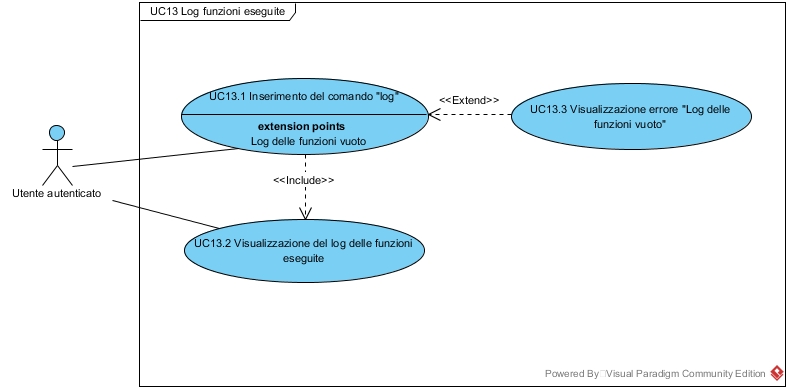 UC13 Log funzioni eseguite
UC13.1 Inserimento del comando "log"
extension points
Log delle funzioni vuoto
<<Extend>>
UC13.3 Visualizzazione errore "Log delle
funzioni vuoto"
Utente autenticato
<<Include>>
UC13.2 Visualizzazione del log delle funzioni
eseguite
Powered By Visual Paradigm Community Edition